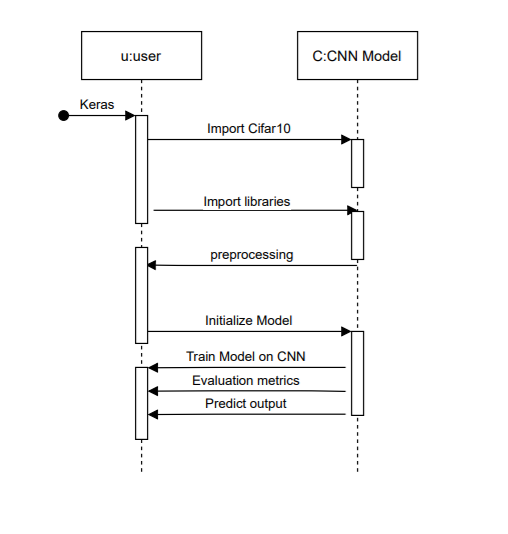 u:user
C:CNN Model
Keras
Import Cifar10
Import libraries
preprocessing
Initialize Model
Train Model on CNN
Evaluation metrics
Predict output